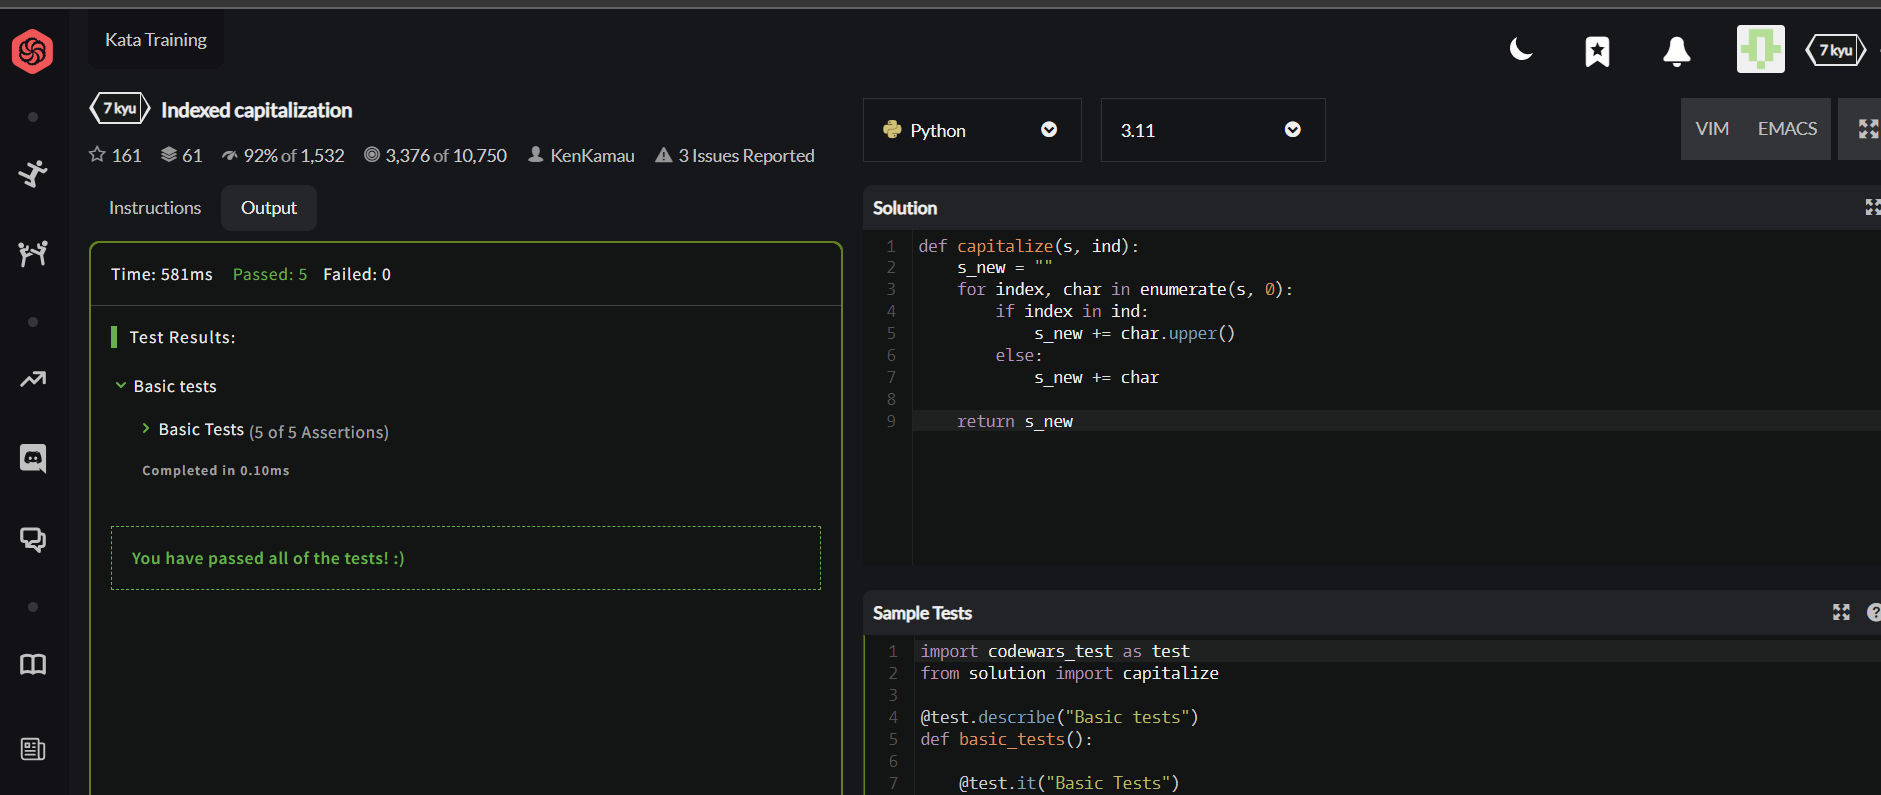 Kata Training
7 kyu
7 kyu Indexed capitalization
161 61 92% of 1,532 3,376 of 10,750 KenKamau 3 Issues Reported
Instructions Output
Time: 581ms Passed: 5 Failed: 0
Test Results:
Basic tests
Basic Tests (5 of 5 Assertions)
Completed in 0.10ms
You have passed all of the tests! :)
Python 3.11 VIM EMACS
Solution
1 def capitalize(s, ind):
2     s_new = ""
3     for index, char in enumerate(s, 0):
4         if index in ind:
5             s_new += char.upper()
6         else:
7             s_new += char
8
9     return s_new
Sample Tests ?
1 import codewars_test as test
2 from solution import capitalize
3
4 @test.describe("Basic tests")
5 def basic_tests():
6
7     @test.it("Basic Tests")